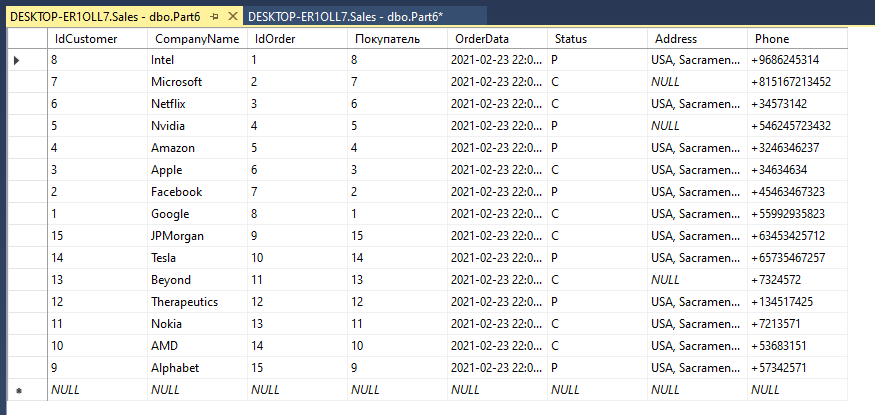 DESKTOP-ER1OLL7.Sales - dbo.Part6 DESKTOP-ER1OLL7.Sales - dbo.Part6*
IdCustomer CompanyName IdOrder Покупатель OrderData Status Address Phone
8 Intel 1 8 2021-02-23 22:0... P USA, Sacramen... +9686245314
7 Microsoft 2 7 2021-02-23 22:0... C NULL +815167213452
6 Netflix 3 6 2021-02-23 22:0... C USA, Sacramen... +34573142
5 Nvidia 4 5 2021-02-23 22:0... P NULL +546245723432
4 Amazon 5 4 2021-02-23 22:0... P USA, Sacramen... +3246346237
3 Apple 6 3 2021-02-23 22:0... C USA, Sacramen... +34634634
2 Facebook 7 2 2021-02-23 22:0... P USA, Sacramen... +45463467323
1 Google 8 1 2021-02-23 22:0... C USA, Sacramen... +55992935823
15 JPMorgan 9 15 2021-02-23 22:0... C USA, Sacramen... +63453425712
14 Tesla 10 14 2021-02-23 22:0... P USA, Sacramen... +65735467257
13 Beyond 11 13 2021-02-23 22:0... C NULL +7324572
12 Therapeutics 12 12 2021-02-23 22:0... P USA, Sacramen... +134517425
11 Nokia 13 11 2021-02-23 22:0... C USA, Sacramen... +7213571
10 AMD 14 10 2021-02-23 22:0... C USA, Sacramen... +53683151
9 Alphabet 15 9 2021-02-23 22:0... P USA, Sacramen... +57342571
NULL NULL NULL NULL NULL NULL NULL NULL